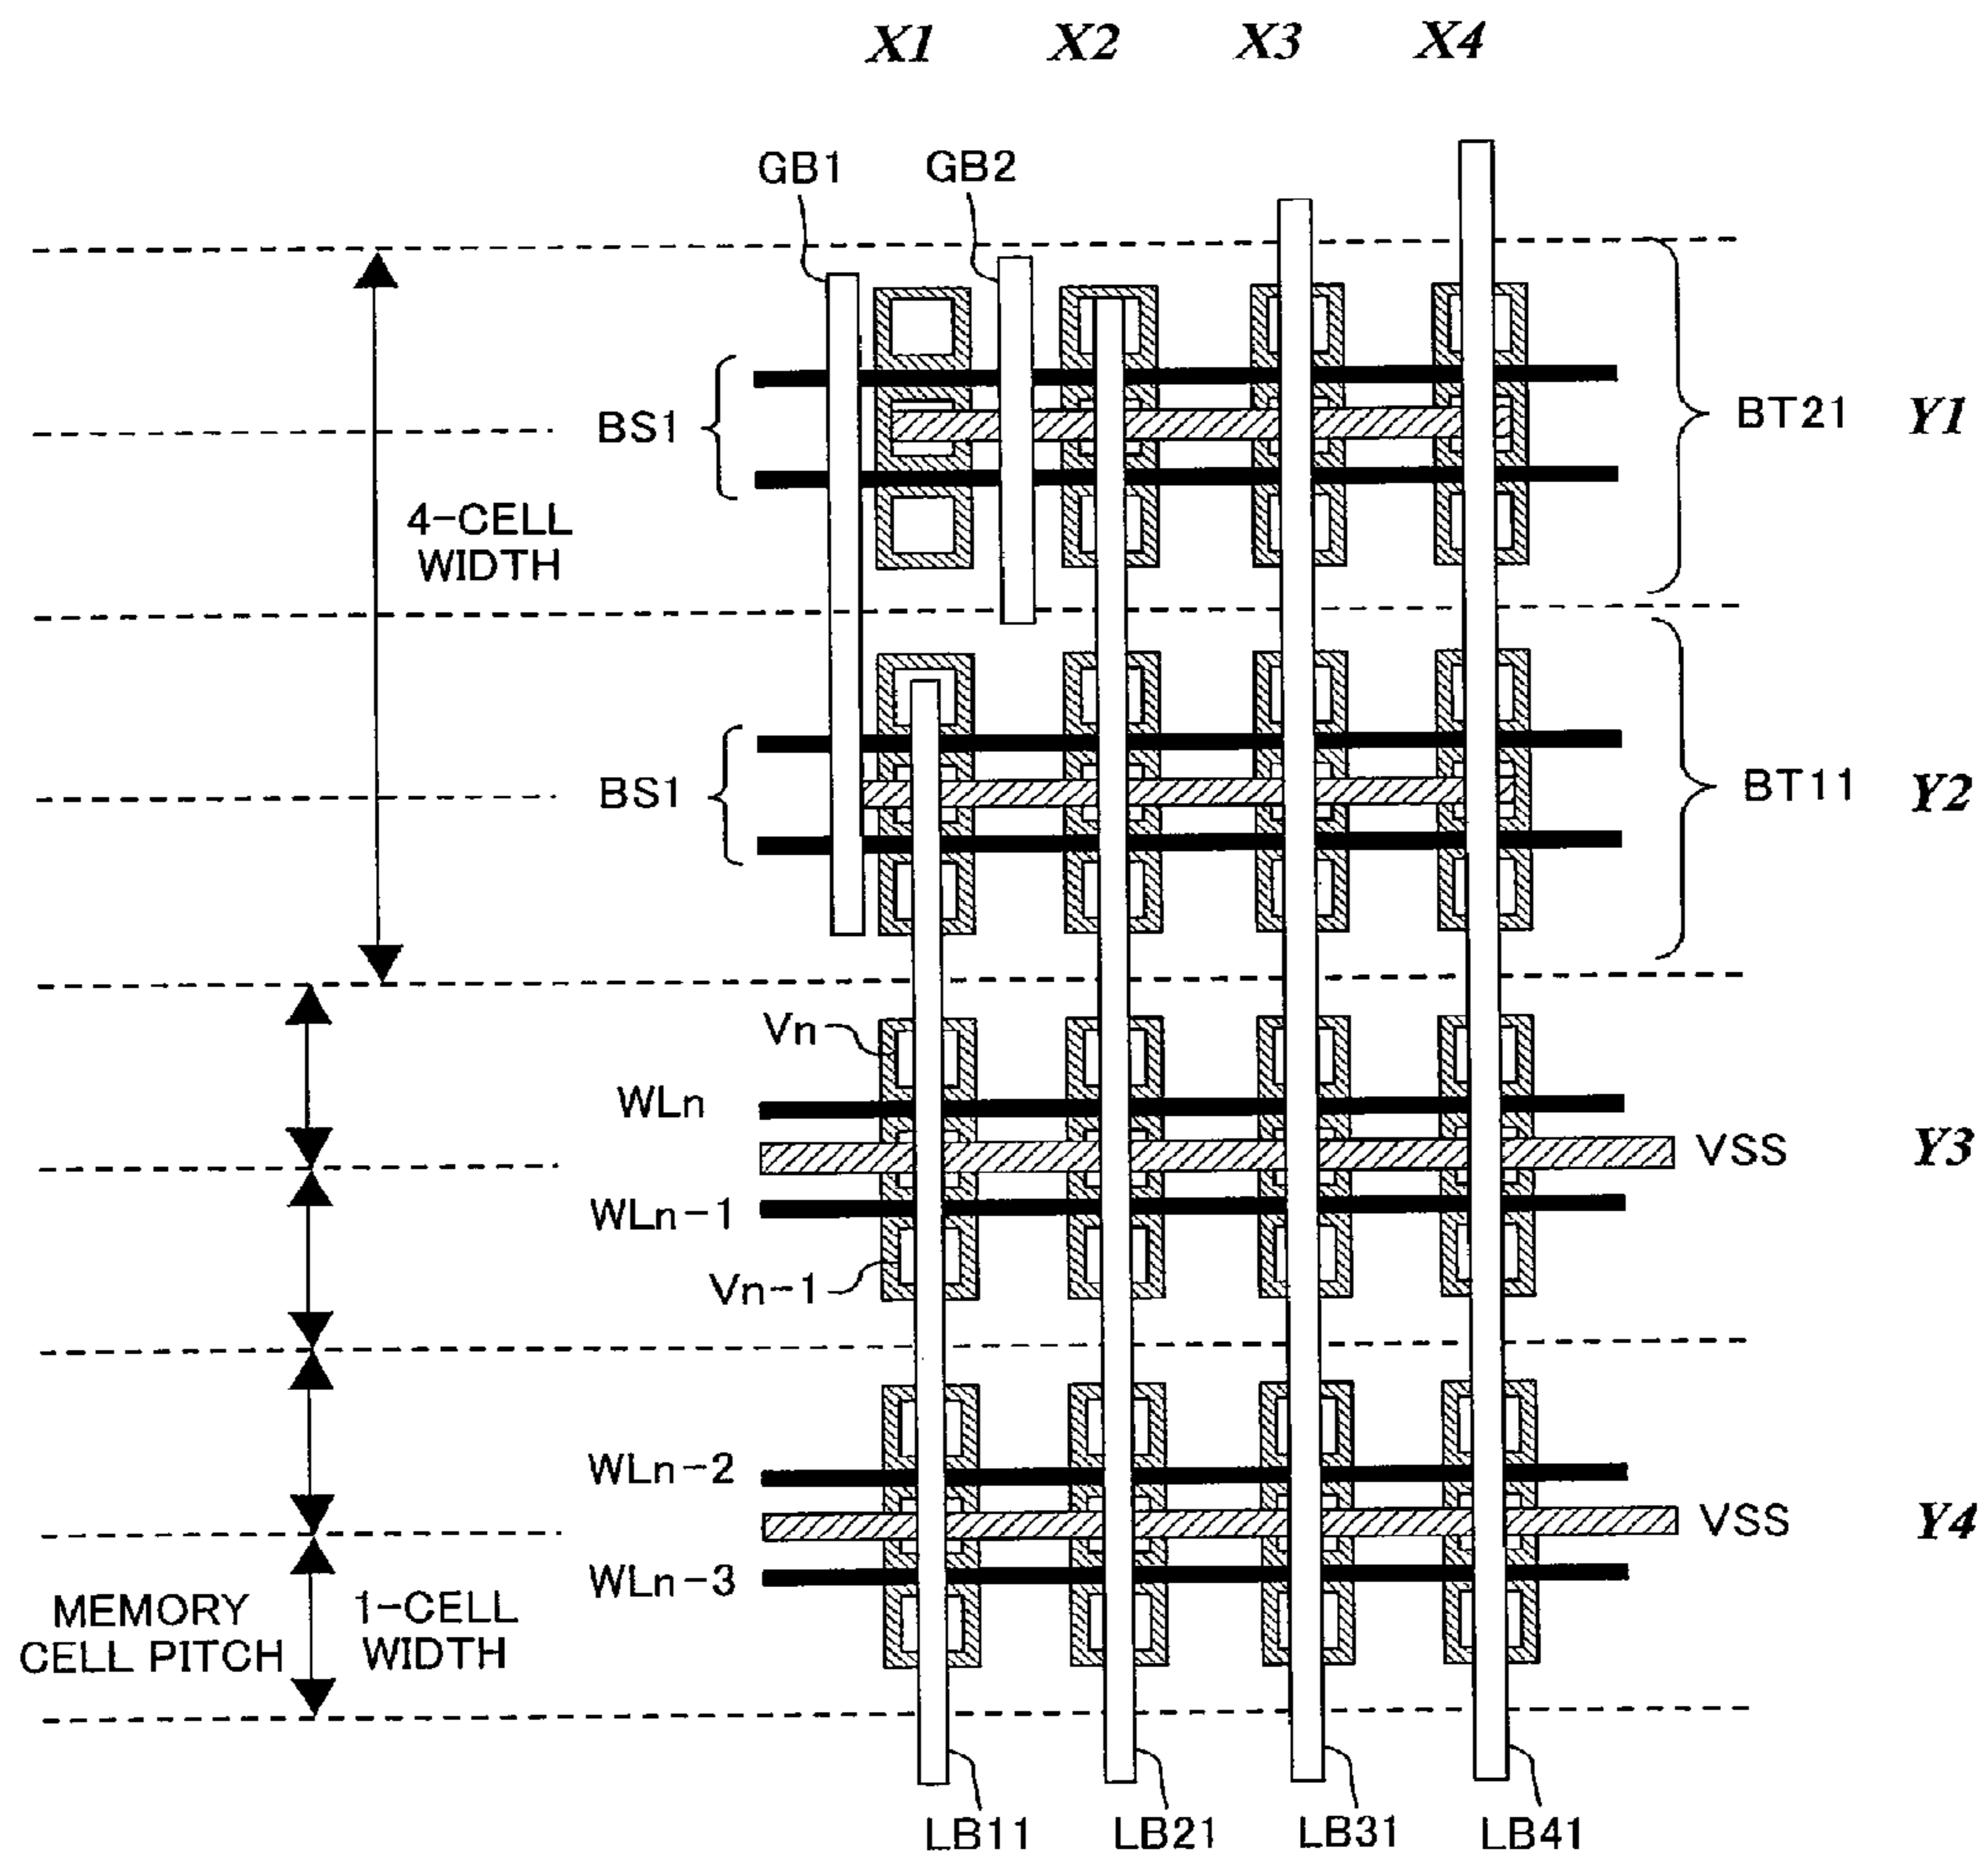 X1 X2 X3 X4
GB1 GB2
BS1
BT21 Y1
4-CELL
WIDTH
BS1
BT11 Y2
Vn
WLn
VSS Y3
WLn-1
Vn-1
WLn-2
VSS Y4
WLn-3
MEMORY
CELL PITCH
1-CELL
WIDTH
LB11 LB21 LB31 LB41